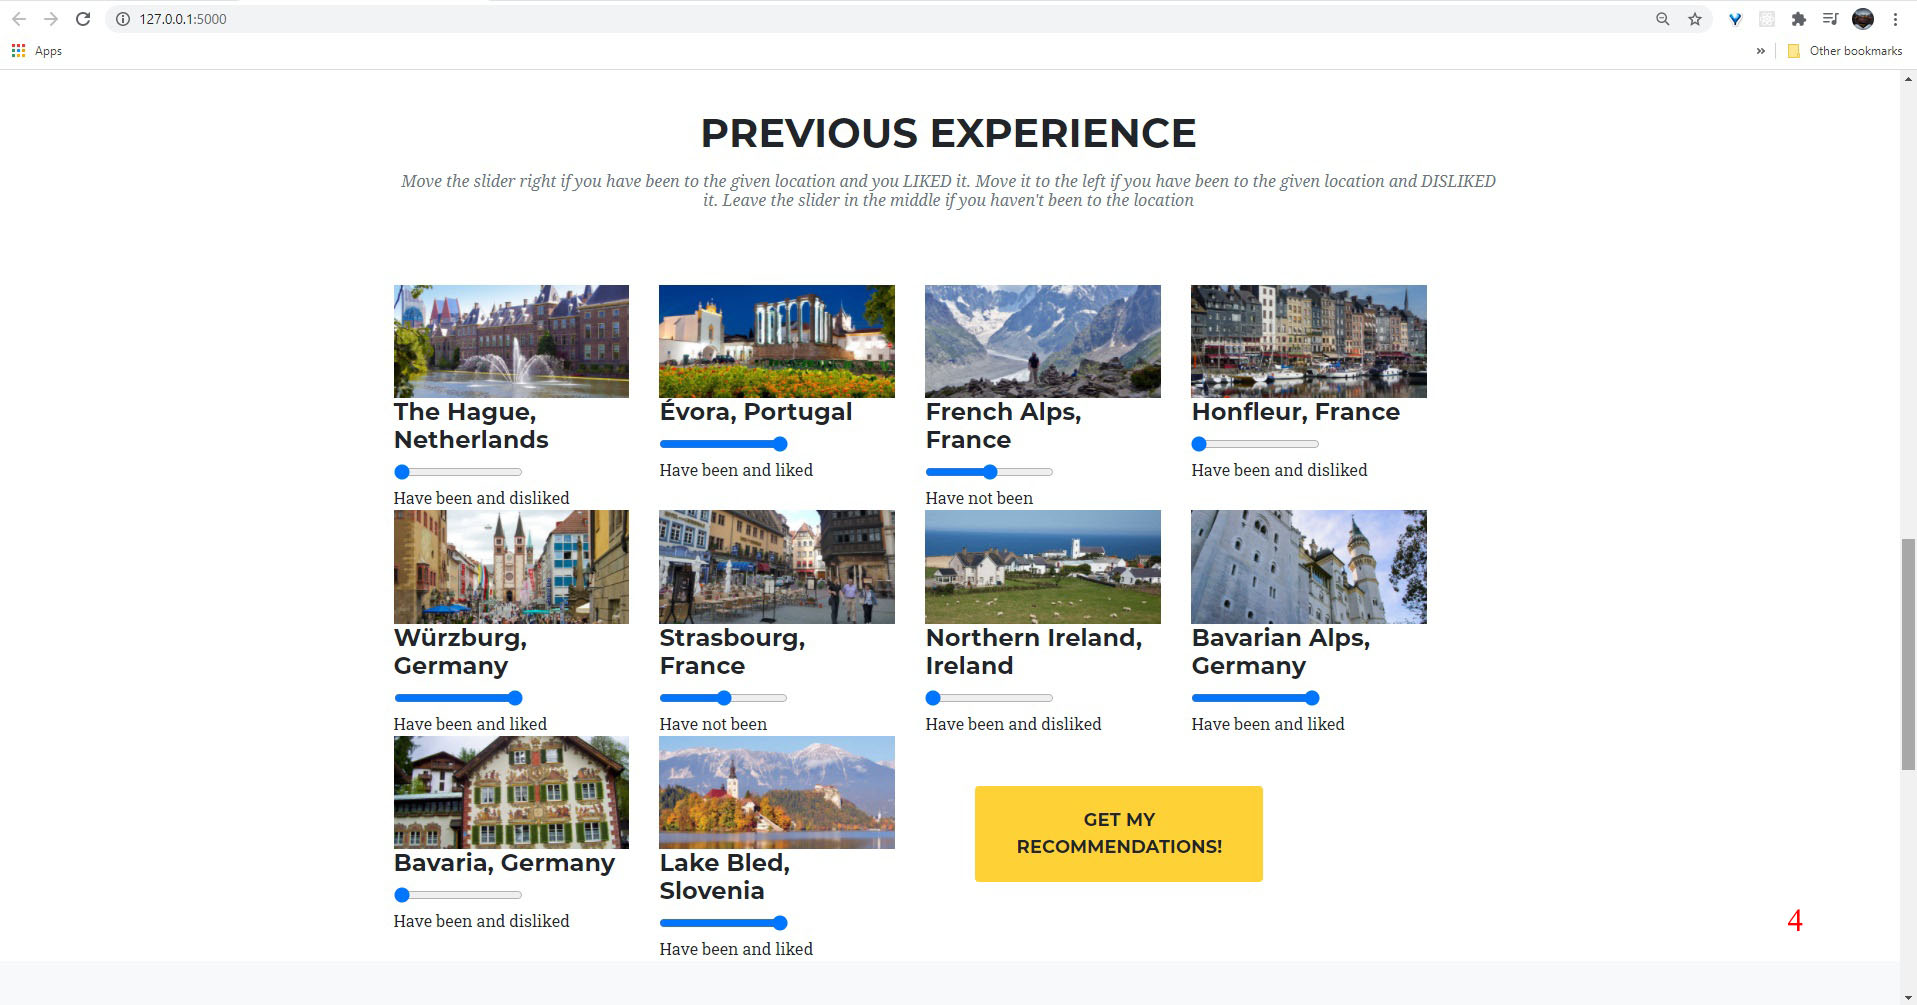 127.0.0.1:5000
Apps
»
Other bookmarks
PREVIOUS EXPERIENCE
Move the slider right if you have been to the given location and you LIKED it. Move it to the left if you have been to the given location and DISLIKED
it. Leave the slider in the middle if you haven't been to the location
The Hague,
Netherlands
Have been and disliked
Évora, Portugal
Have been and liked
French Alps,
France
Have not been
Honfleur, France
Have been and disliked
Würzburg,
Germany
Have been and liked
Strasbourg,
France
Have not been
Northern Ireland,
Ireland
Have been and disliked
Bavarian Alps,
Germany
Have been and liked
Bavaria, Germany
Have been and disliked
Lake Bled,
Slovenia
Have been and liked
GET MY
RECOMMENDATIONS!
4